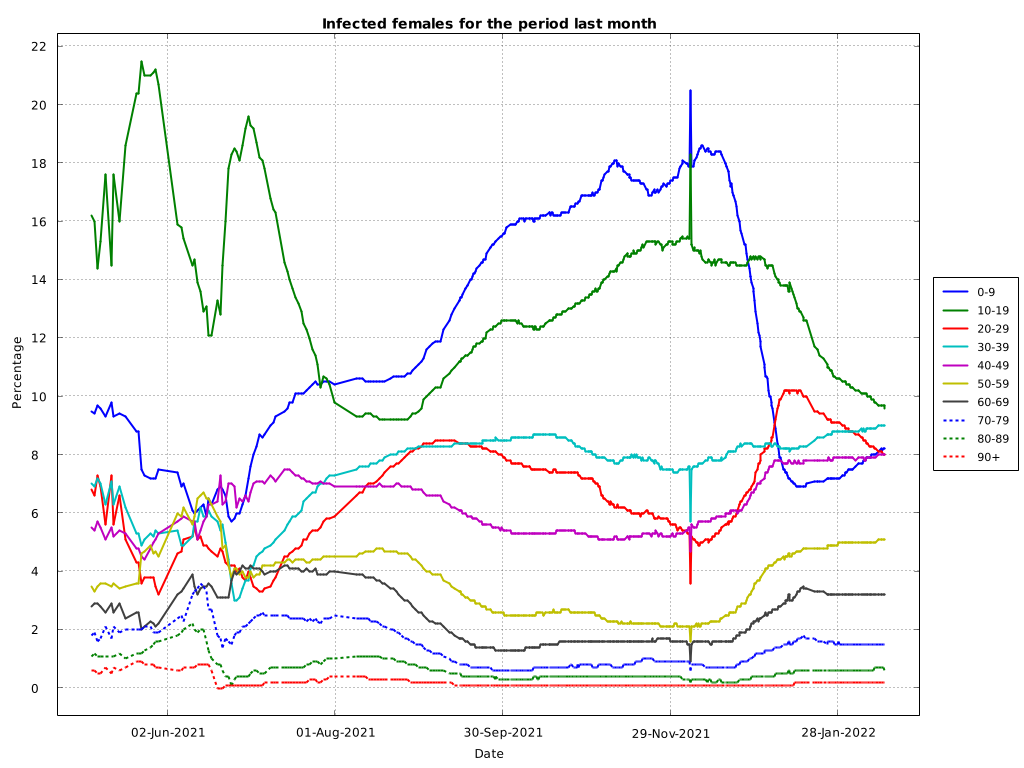 Infected females for the period last month
22
20
18
16
14
12
10
8
6
4
2
0
Percentage
02-Jun-2021
01-Aug-2021
30-Sep-2021
29-Nov-2021
28-Jan-2022
Date
0-9
10-19
20-29
30-39
40-49
50-59
60-69
70-79
80-89
90+